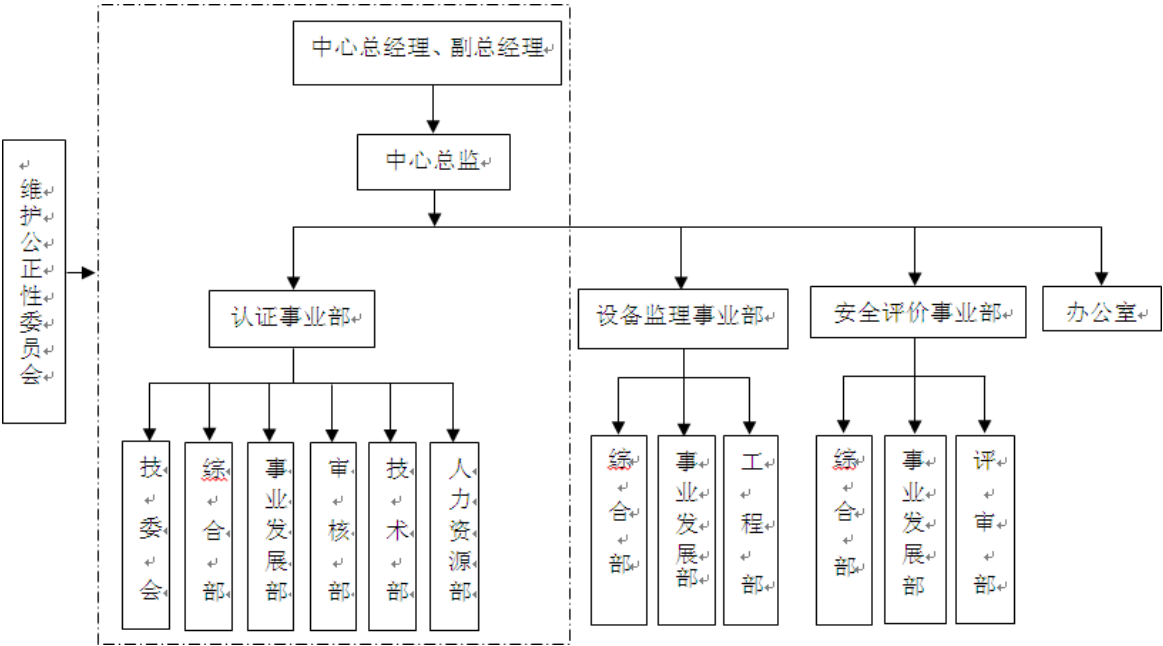 中心总经理、副总经理
中心总监
维护公正性委员会
认证事业部
设备监理事业部
安全评价事业部
办公室
技委会
综合部
事业发展部
审核部
技术部
人力资源部
综合部
事业发展部
工程部
综合部
事业发展部
评审部